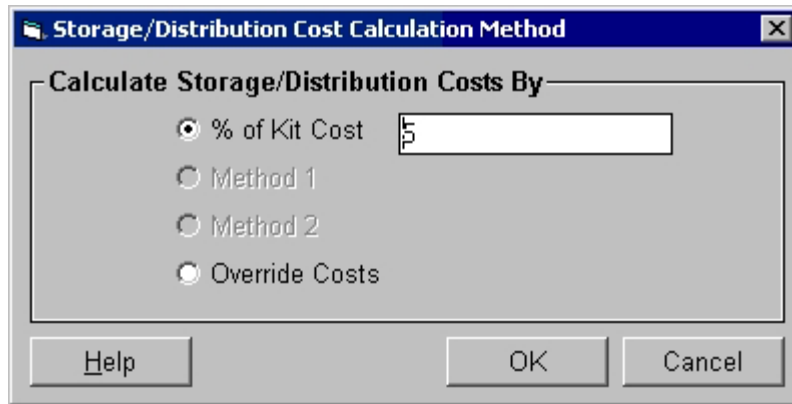 Storage/Distribution Cost Calculation Method
Calculate Storage/Distribution Costs By
% of Kit Cost 5
Method 1
Method 2
Override Costs
Help OK Cancel